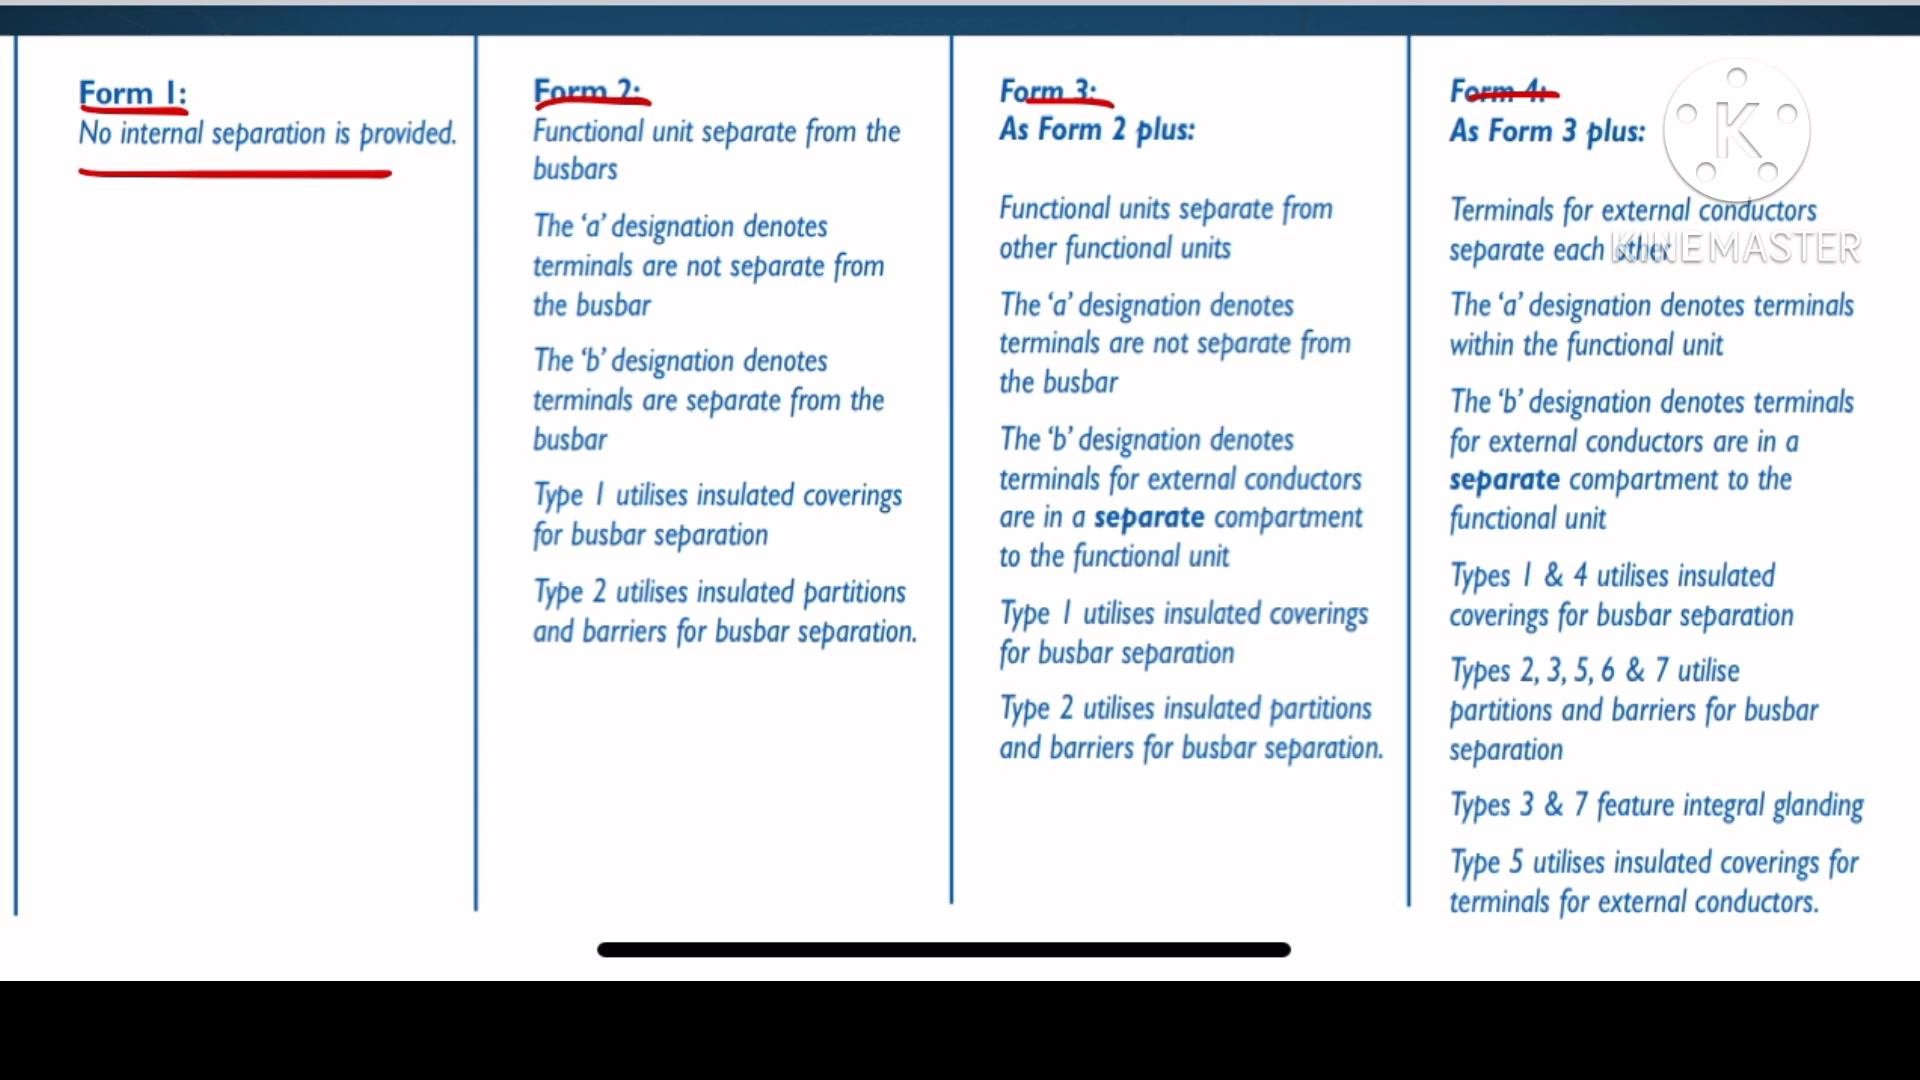 Form 1:
No internal separation is provided.
Form 2:
Functional unit separate from the
busbars
The ‘a’ designation denotes
terminals are not separate from
the busbar
The ‘b’ designation denotes
terminals are separate from the
busbar
Type 1 utilises insulated coverings
for busbar separation
Type 2 utilises insulated partitions
and barriers for busbar separation.
Form 3:
As Form 2 plus:
Functional units separate from
other functional units
The ‘a’ designation denotes
terminals are not separate from
the busbar
The ‘b’ designation denotes
terminals for external conductors
are in a separate compartment
to the functional unit
Type 1 utilises insulated coverings
for busbar separation
Type 2 utilises insulated partitions
and barriers for busbar separation.
Form 4:
As Form 3 plus:
Terminals for external conductors
separate each other
The ‘a’ designation denotes terminals
within the functional unit
The ‘b’ designation denotes terminals
for external conductors are in a
separate compartment to the
functional unit
Types 1 & 4 utilises insulated
coverings for busbar separation
Types 2, 3, 5, 6 & 7 utilise
partitions and barriers for busbar
separation
Types 3 & 7 feature integral glanding
Type 5 utilises insulated coverings for
terminals for external conductors.
K
KINEMASTER